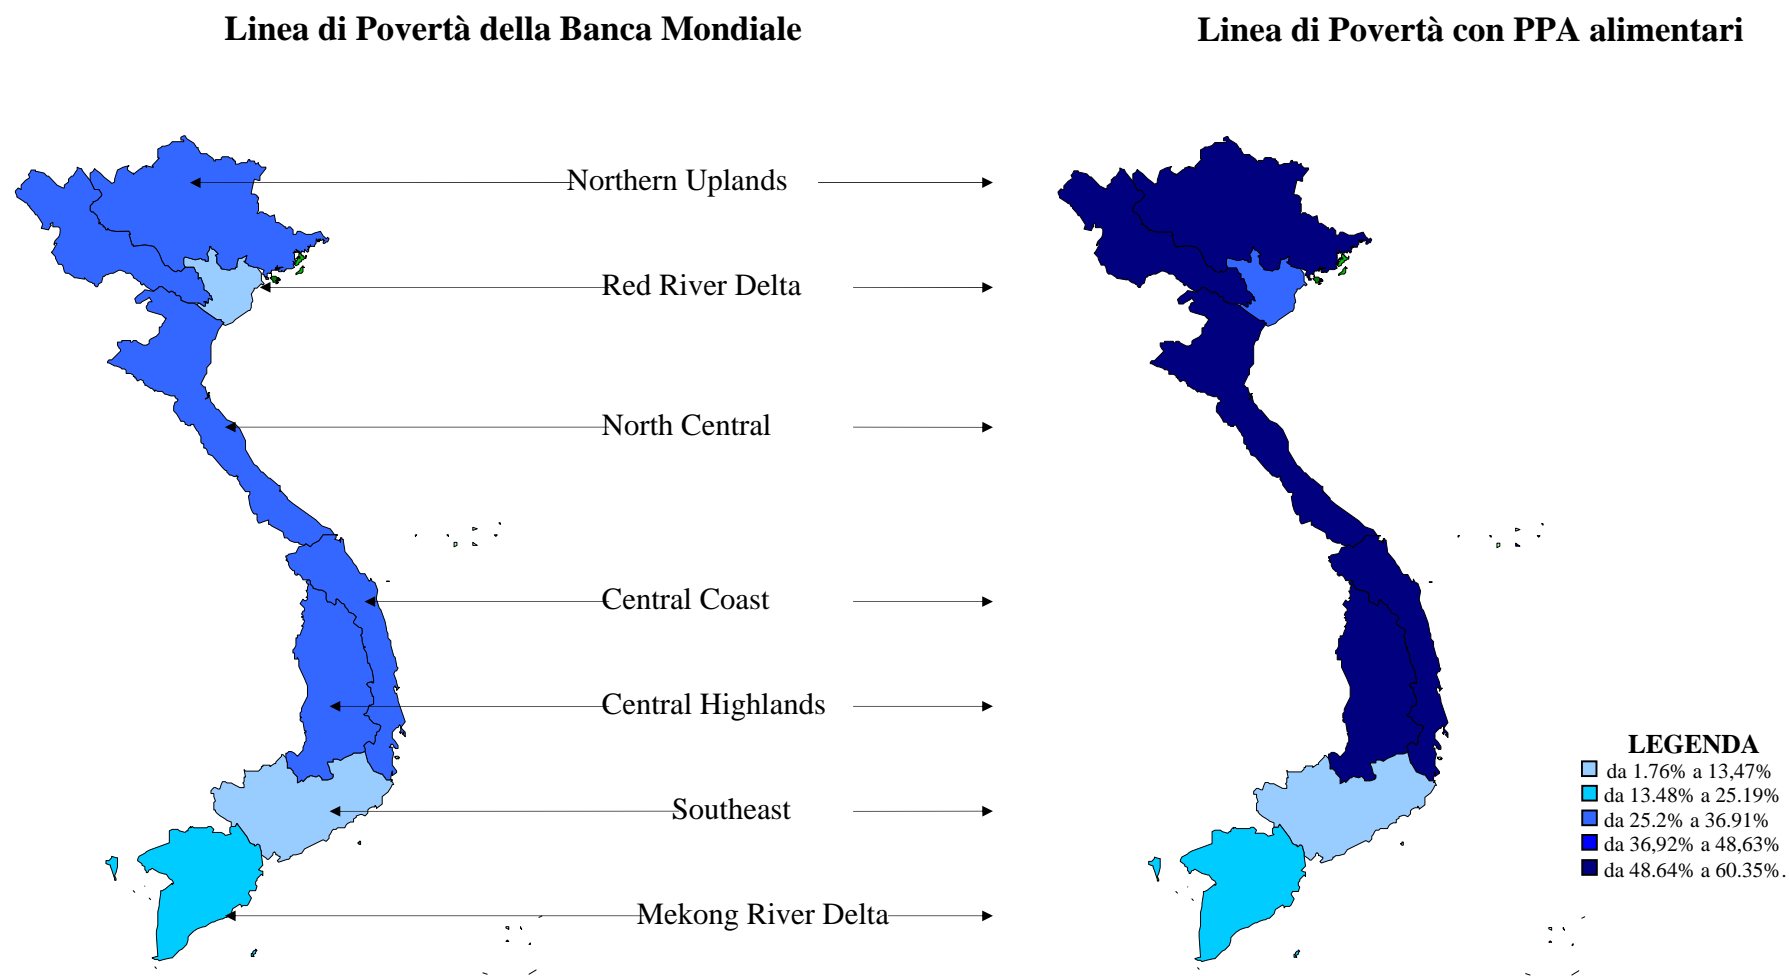 Linea di Povertà della Banca Mondiale
Linea di Povertà con PPA alimentari
Northern Uplands
Red River Delta
North Central
Central Coast
Central Highlands
Southeast
Mekong River Delta
LEGENDA
da 1.76% a 13,47%
da 13.48% a 25.19%
da 25.2% a 36.91%
da 36,92% a 48,63%
da 48.64% a 60.35%.